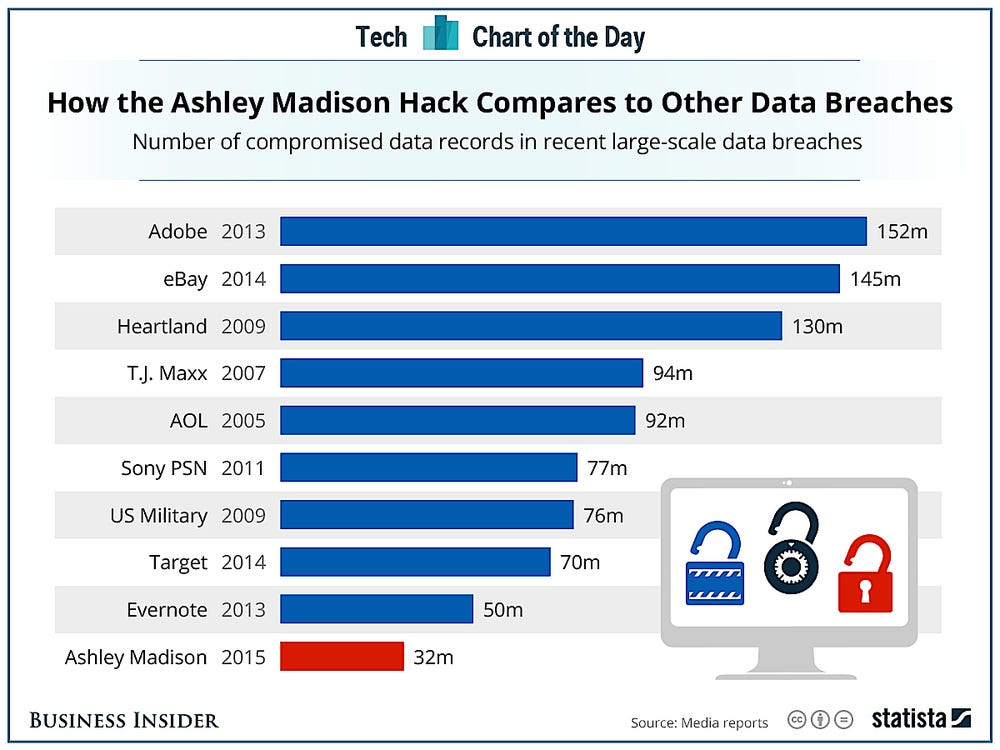 Tech Chart of the Day
How the Ashley Madison Hack Compares to Other Data Breaches
Number of compromised data records in recent large-scale data breaches
Adobe 2013 152m
eBay 2014 145m
Heartland 2009 130m
T.J. Maxx 2007 94m
AOL 2005 92m
Sony PSN 2011 77m
US Military 2009 76m
Target 2014 70m
Evernote 2013 50m
Ashley Madison 2015 32m
BUSINESS INSIDER Source: Media reports cc statista